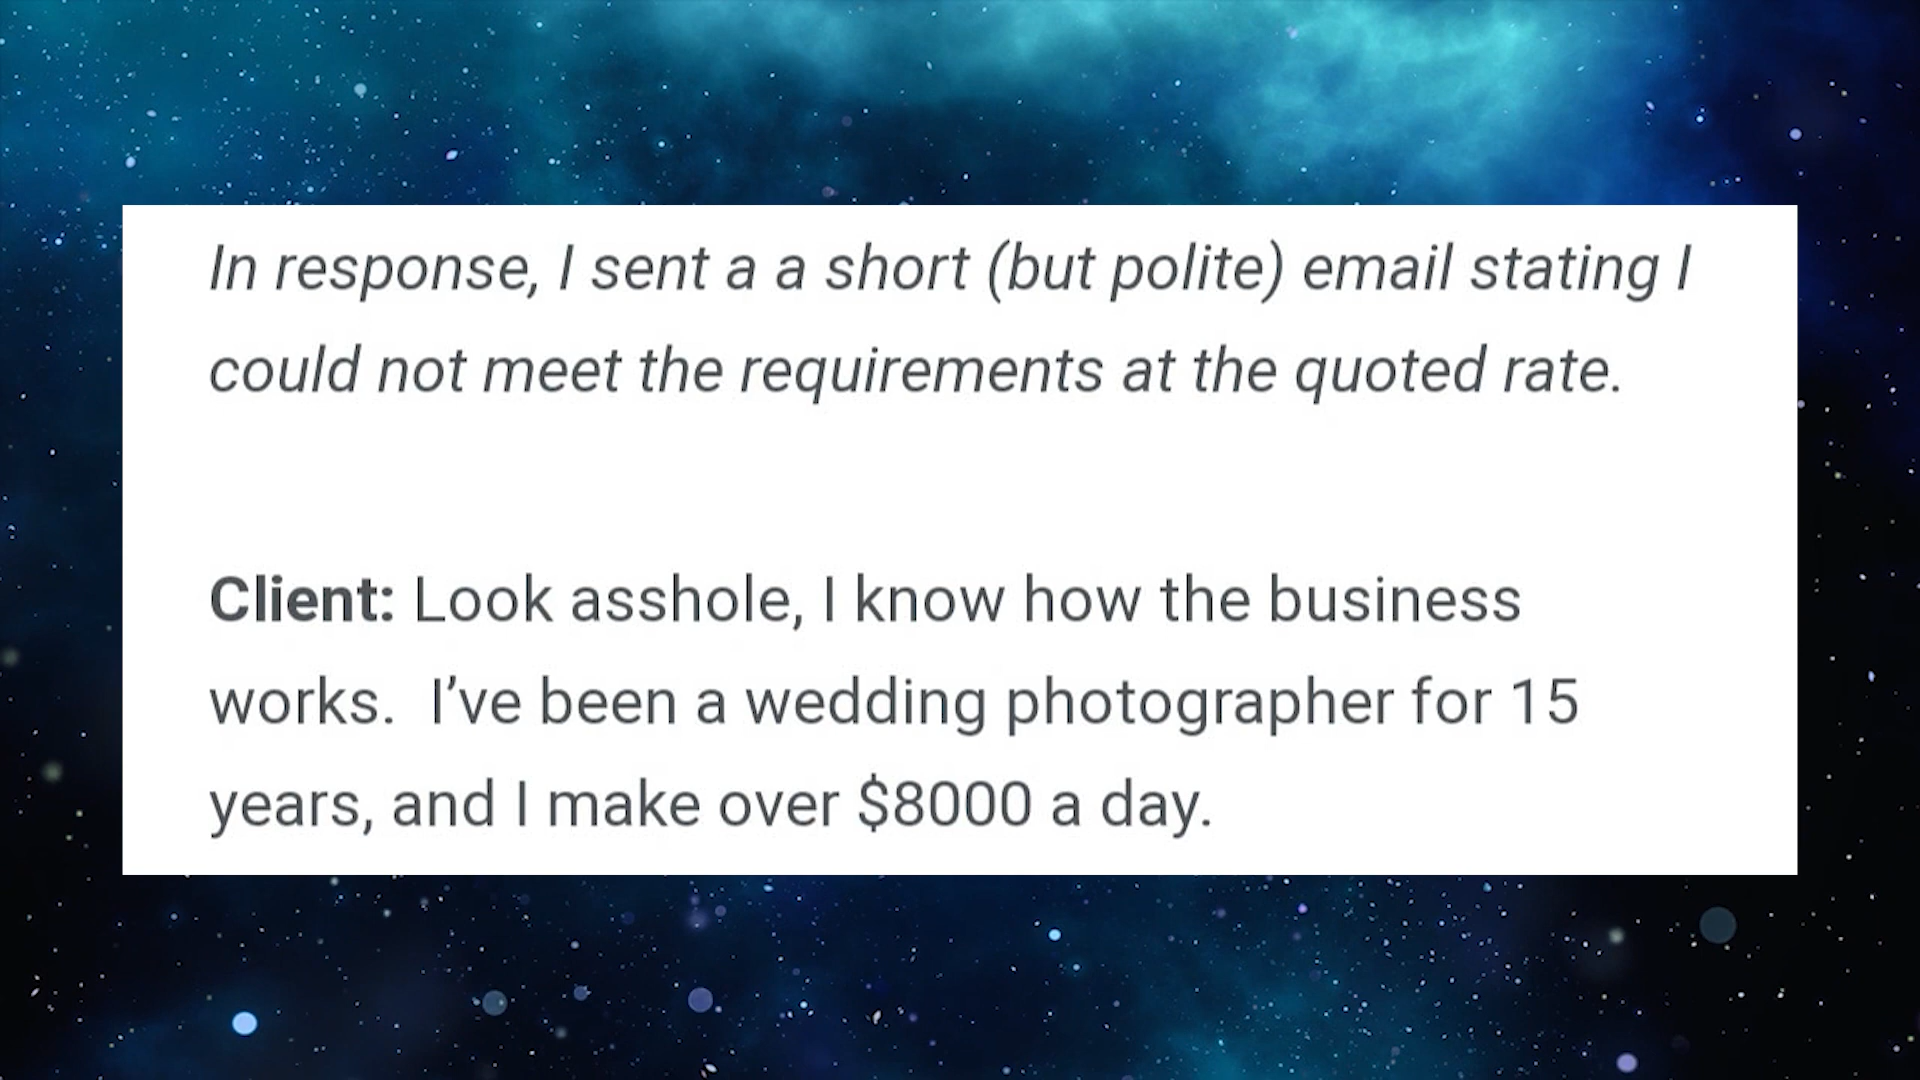 In response, I sent a a short (but polite) email stating I
could not meet the requirements at the quoted rate.
Client: Look asshole, I know how the business
works.  I’ve been a wedding photographer for 15
years, and I make over $8000 a day.